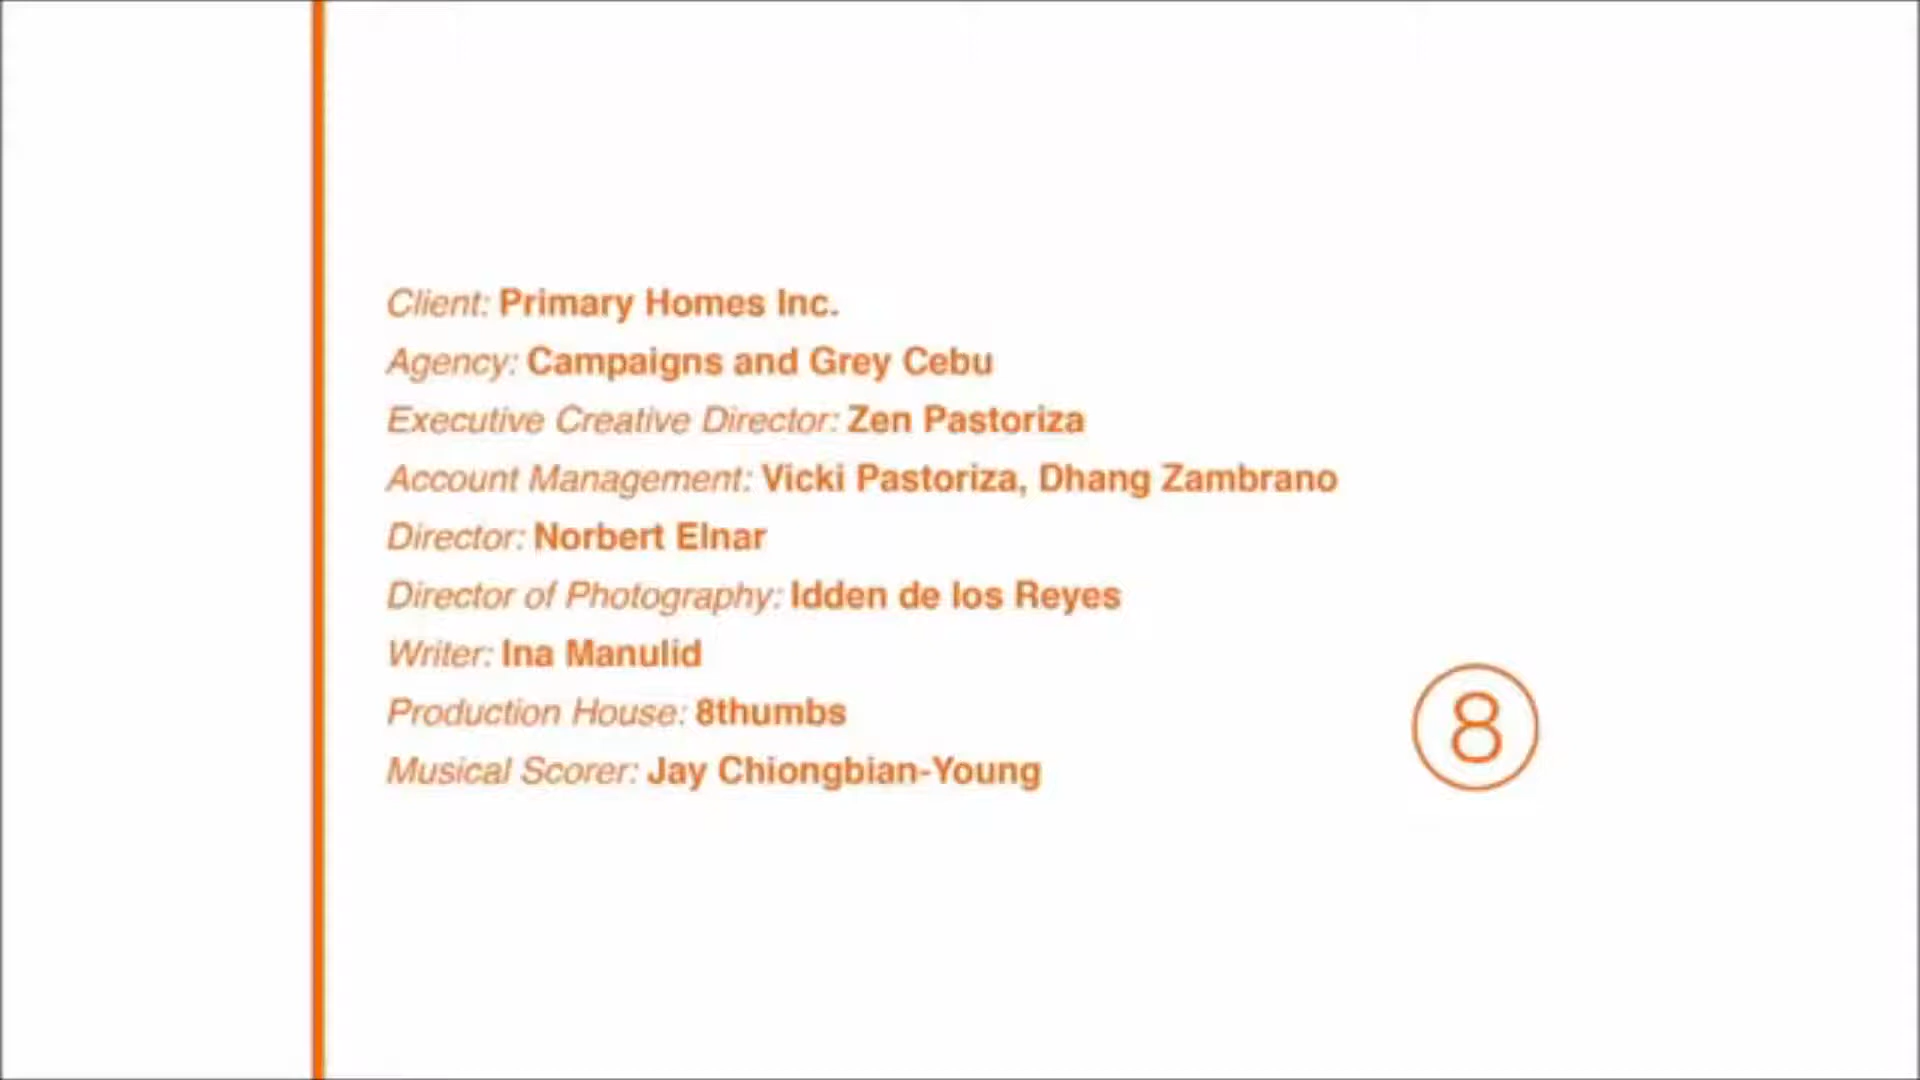 Client: Primary Homes Inc.
Agency: Campaigns and Grey Cebu
Executive Creative Director: Zen Pastoriza
Account Management: Vicki Pastoriza, Dhang Zambrano
Director: Norbert Elnar
Director of Photography: Idden de los Reyes
Writer: Ina Manulid
Production House: 8thumbs
Musical Scorer: Jay Chiongbian-Young
8